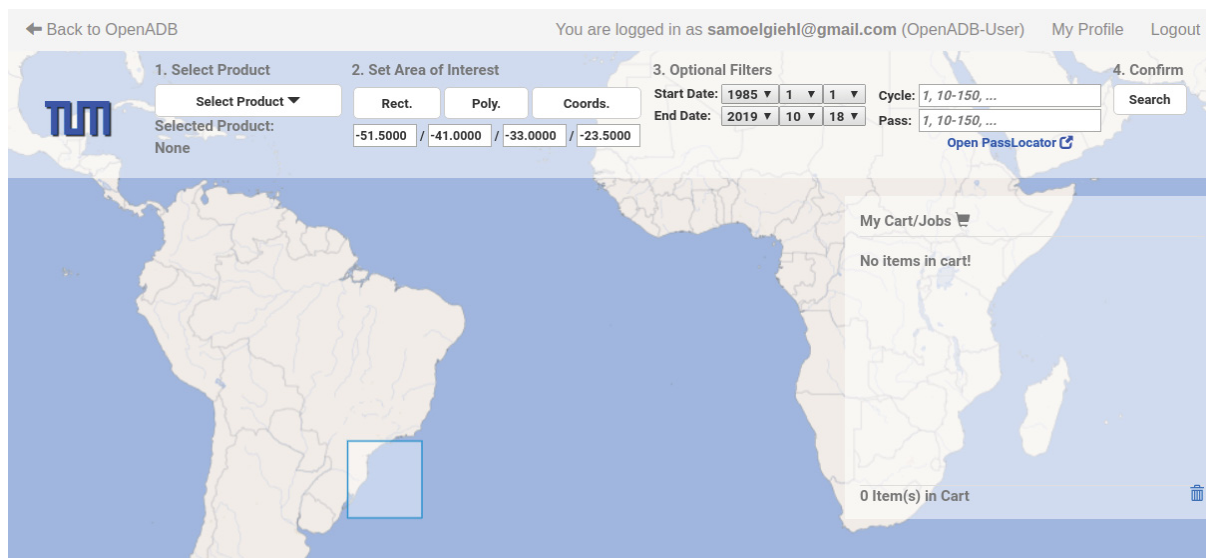 Back to OpenADB
You are logged in as samoelgiehl@gmail.com (OpenADB-User) My Profile Logout
1. Select Product 2. Set Area of Interest 3. Optional Filters 4. Confirm
TUM
Select Product
Selected Product:
None
Rect. Poly. Coords.
-51.5000 / -41.0000 / -33.0000 / -23.5000
Start Date: 1985 1 1
End Date: 2019 10 18
Cycle: 1, 10-150, ...
Pass: 1, 10-150, ...
Open PassLocator
Search
My Cart/Jobs
No items in cart!
0 Item(s) in Cart